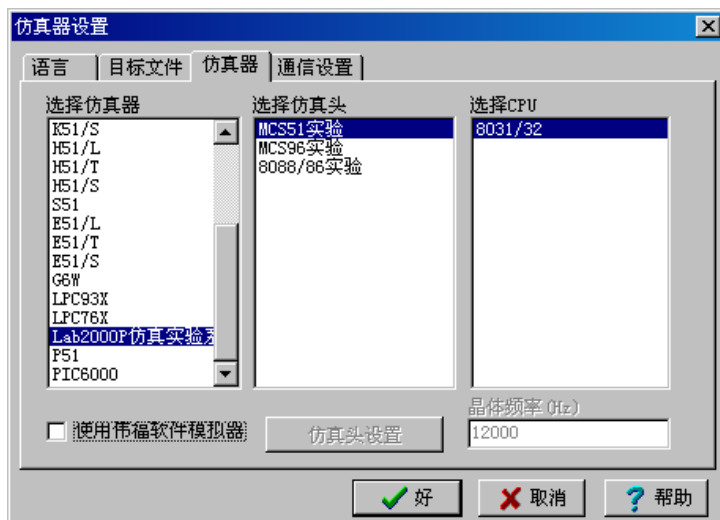 仿真器设置
语言 目标文件 仿真器 通信设置
选择仿真器 选择仿真头 选择CPU
K51/S
H51/L
H51/T
H51/S
S51
E51/L
E51/T
E51/S
G6W
LPC93X
LPC76X
Lab2000P仿真实验系
P51
PIC6000
MCS51实验
MCS96实验
8088/86实验
8031/32
晶体频率(Hz)
使用伟福软件模拟器 仿真头设置 12000
好 取消 帮助